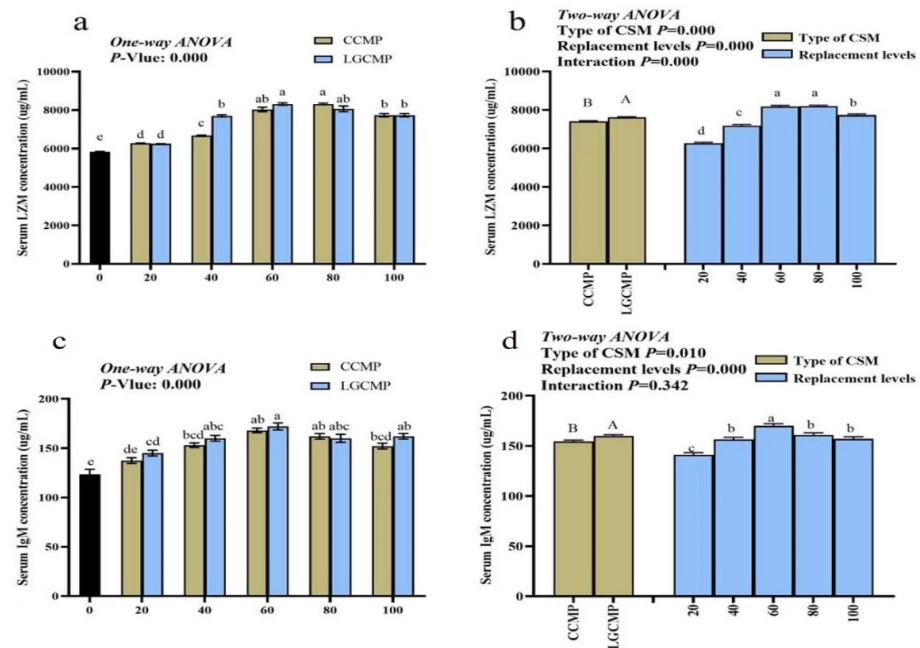 a
One-way ANOVA
P-Vlue: 0.000
CCMP
LGCMP
Serum LZM concentration (ug/mL)
10000
8000
6000
4000
2000
0
e d d c b ab a a ab b b
0 20 40 60 80 100
b
Two-way ANOVA
Type of CSM P=0.000
Replacement levels P=0.000
Interaction P=0.000
Type of CSM
Replacement levels
Serum LZM concentration (ug/mL)
10000
8000
6000
4000
2000
0
B A d c a a b
CCMP LGCMP 20 40 60 80 100
c
One-way ANOVA
P-Vlue: 0.000
CCMP
LGCMP
Serum IgM concentration (ug/mL)
200
150
100
50
0
e de cd bcd abc ab a ab abc bcd ab
0 20 40 60 80 100
d
Two-way ANOVA
Type of CSM P=0.010
Replacement levels P=0.000
Interaction P=0.342
Type of CSM
Replacement levels
Serum IgM concentration (ug/mL)
200
150
100
50
0
B A c b a b b
CCMP LGCMP 20 40 60 80 100